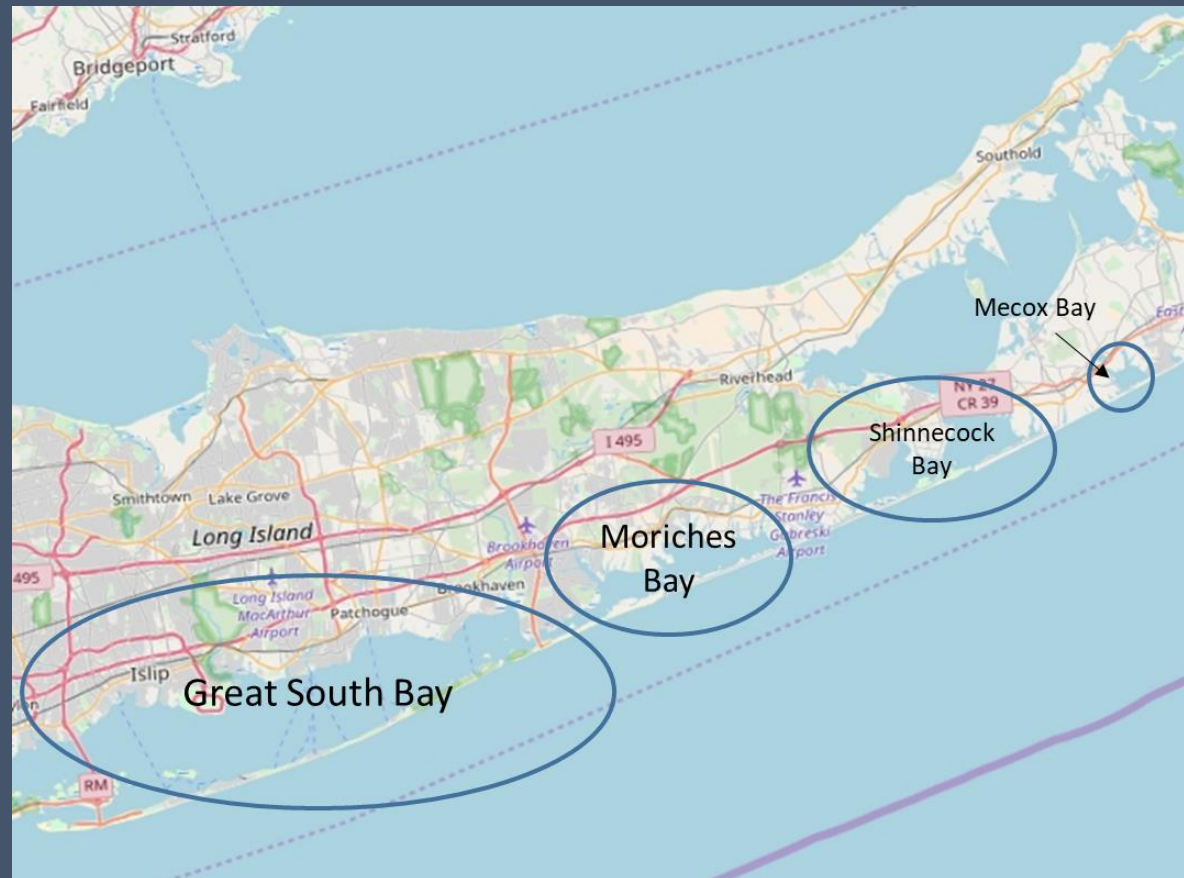 Stratford
Bridgeport
Fairfield
Southold
Mecox Bay
Riverhead
NY 27
CR 39
Shinnecock
Bay
I 495
Smithtown
Lake Grove
Long Island
The Francis
Stanley
Gabreski
Airport
Moriches
Bay
Brookhaven
Airport
495
Long Island
MacArthur
Airport
Patchogue
Brookhaven
Islip
Great South Bay
RM